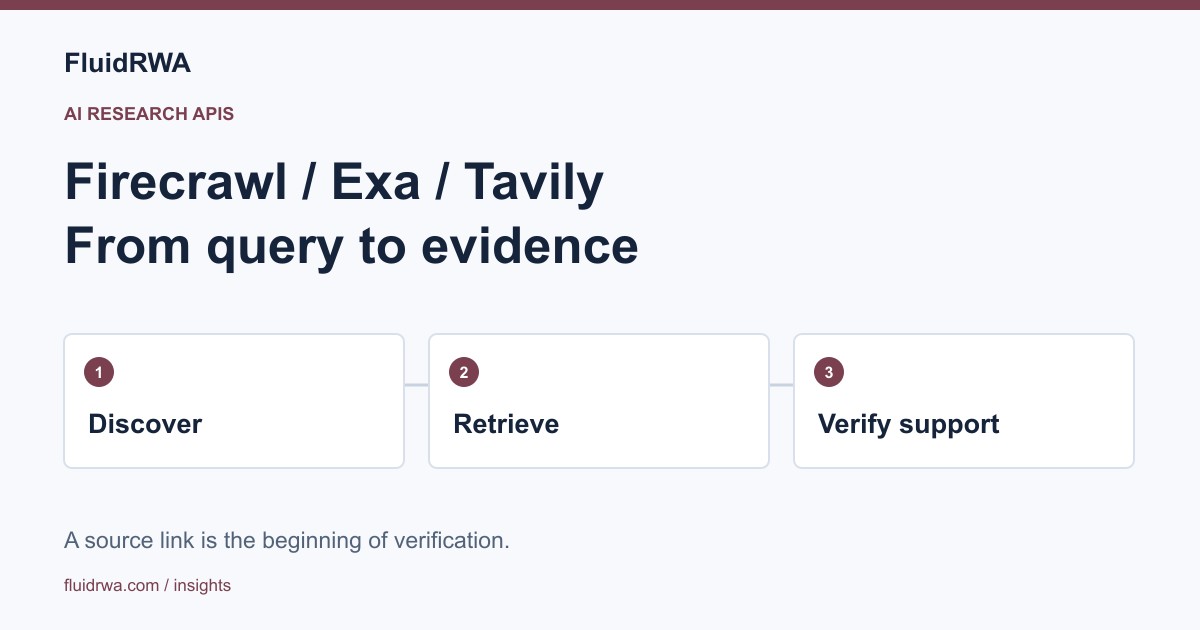 FluidRWA
AI RESEARCH APIS
Firecrawl / Exa / Tavily
From query to evidence
1
Discover
2
Retrieve
3
Verify support
A source link is the beginning of verification.
fluidrwa.com / insights